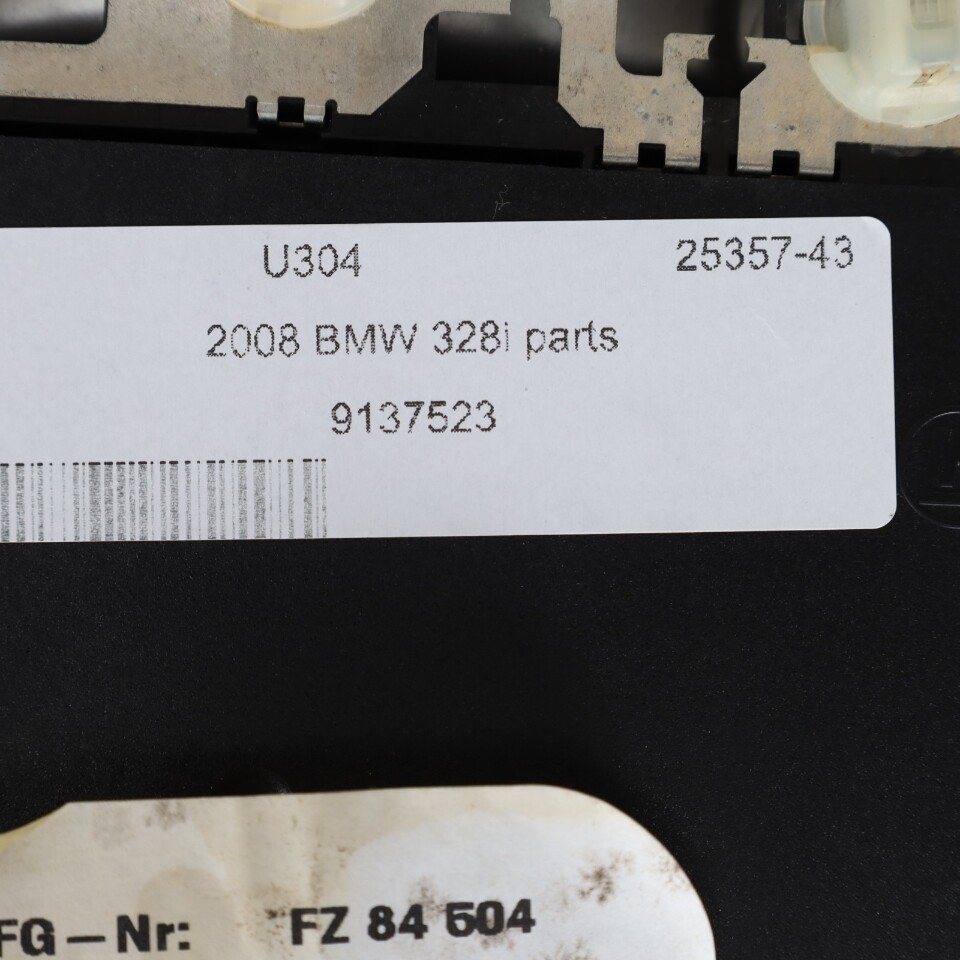 U304 25357-43
2008 BMW 328i parts
9137523
FG-Nr: FZ 84 504